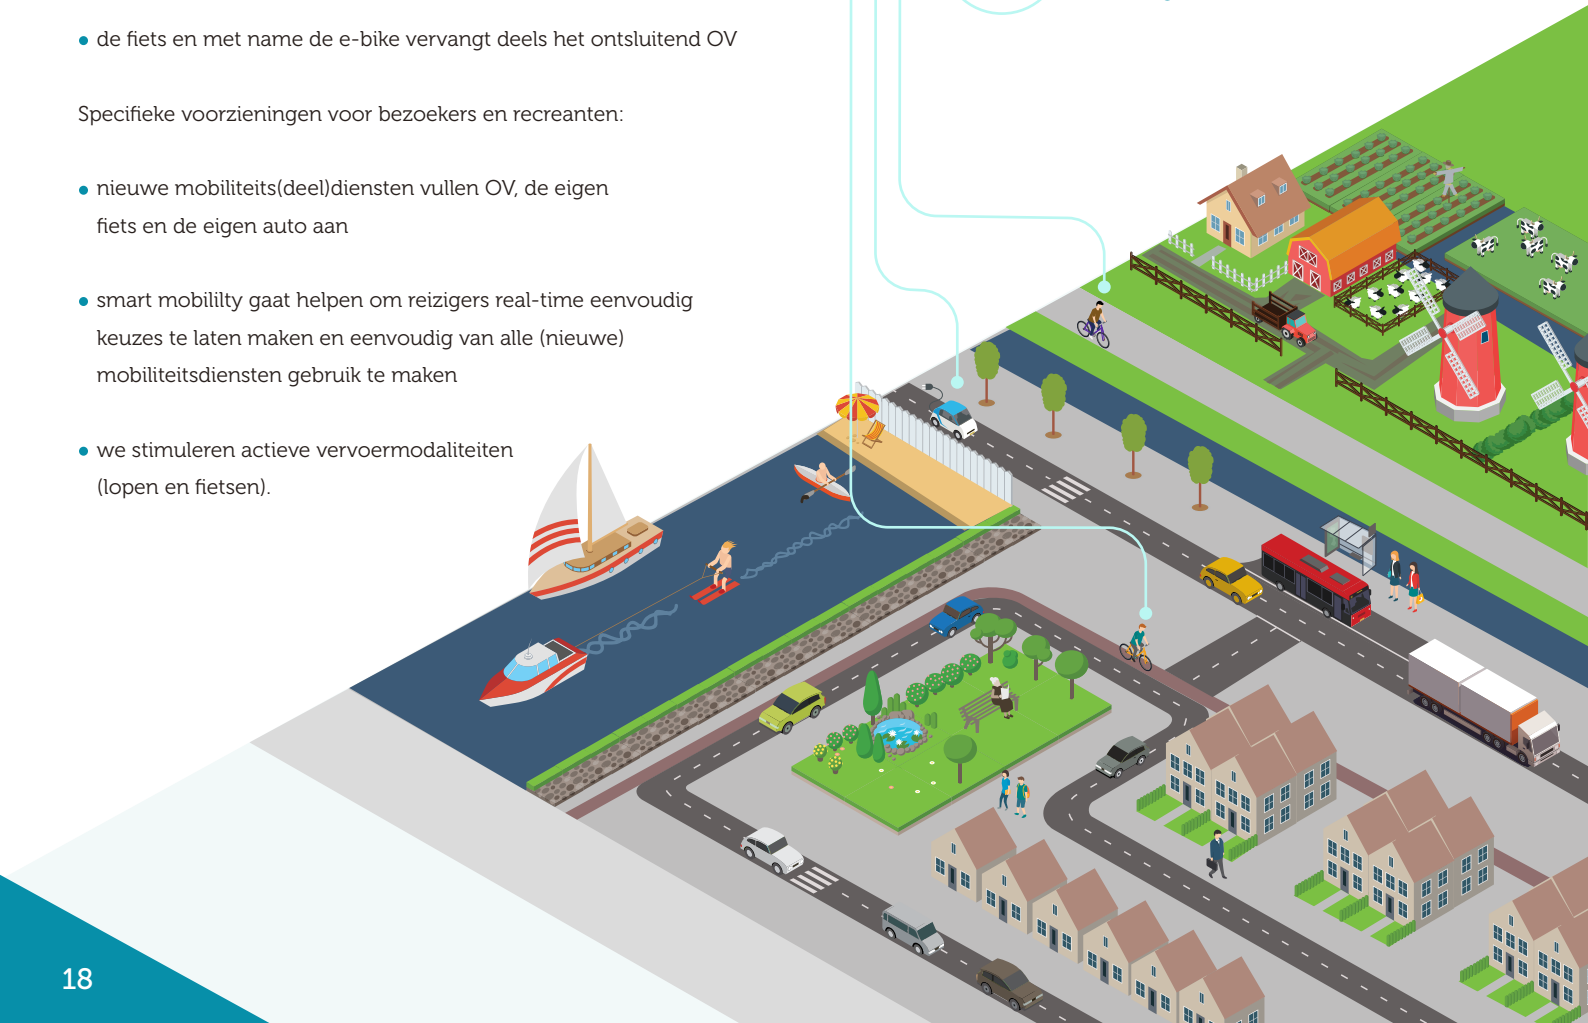 • de fiets en met name de e-bike vervangt deels het ontsluitend OV
Specifieke voorzieningen voor bezoekers en recreanten:
• nieuwe mobiliteits(deel)diensten vullen OV, de eigen
fiets en de eigen auto aan
• smart mobililty gaat helpen om reizigers real-time eenvoudig
keuzes te laten maken en eenvoudig van alle (nieuwe)
mobiliteitsdiensten gebruik te maken
• we stimuleren actieve vervoermodaliteiten
(lopen en fietsen).
18